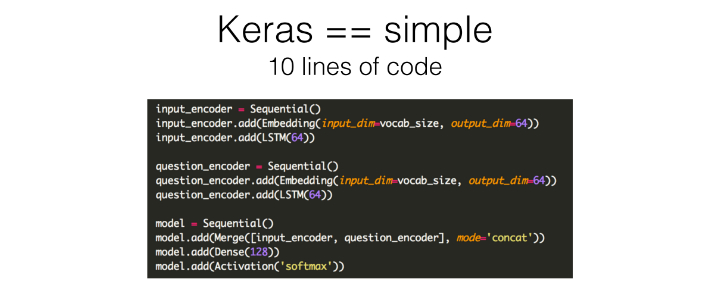 Keras == simple
10 lines of code
input_encoder = Sequential()
input_encoder.add(Embedding(input_dim=vocab_size, output_dim=64))
input_encoder.add(LSTM(64))
question_encoder = Sequential()
question_encoder.add(Embedding(input_dim=vocab_size, output_dim=64))
question_encoder.add(LSTM(64))
model = Sequential()
model.add(Merge([input_encoder, question_encoder], mode='concat'))
model.add(Dense(128))
model.add(Activation('softmax'))